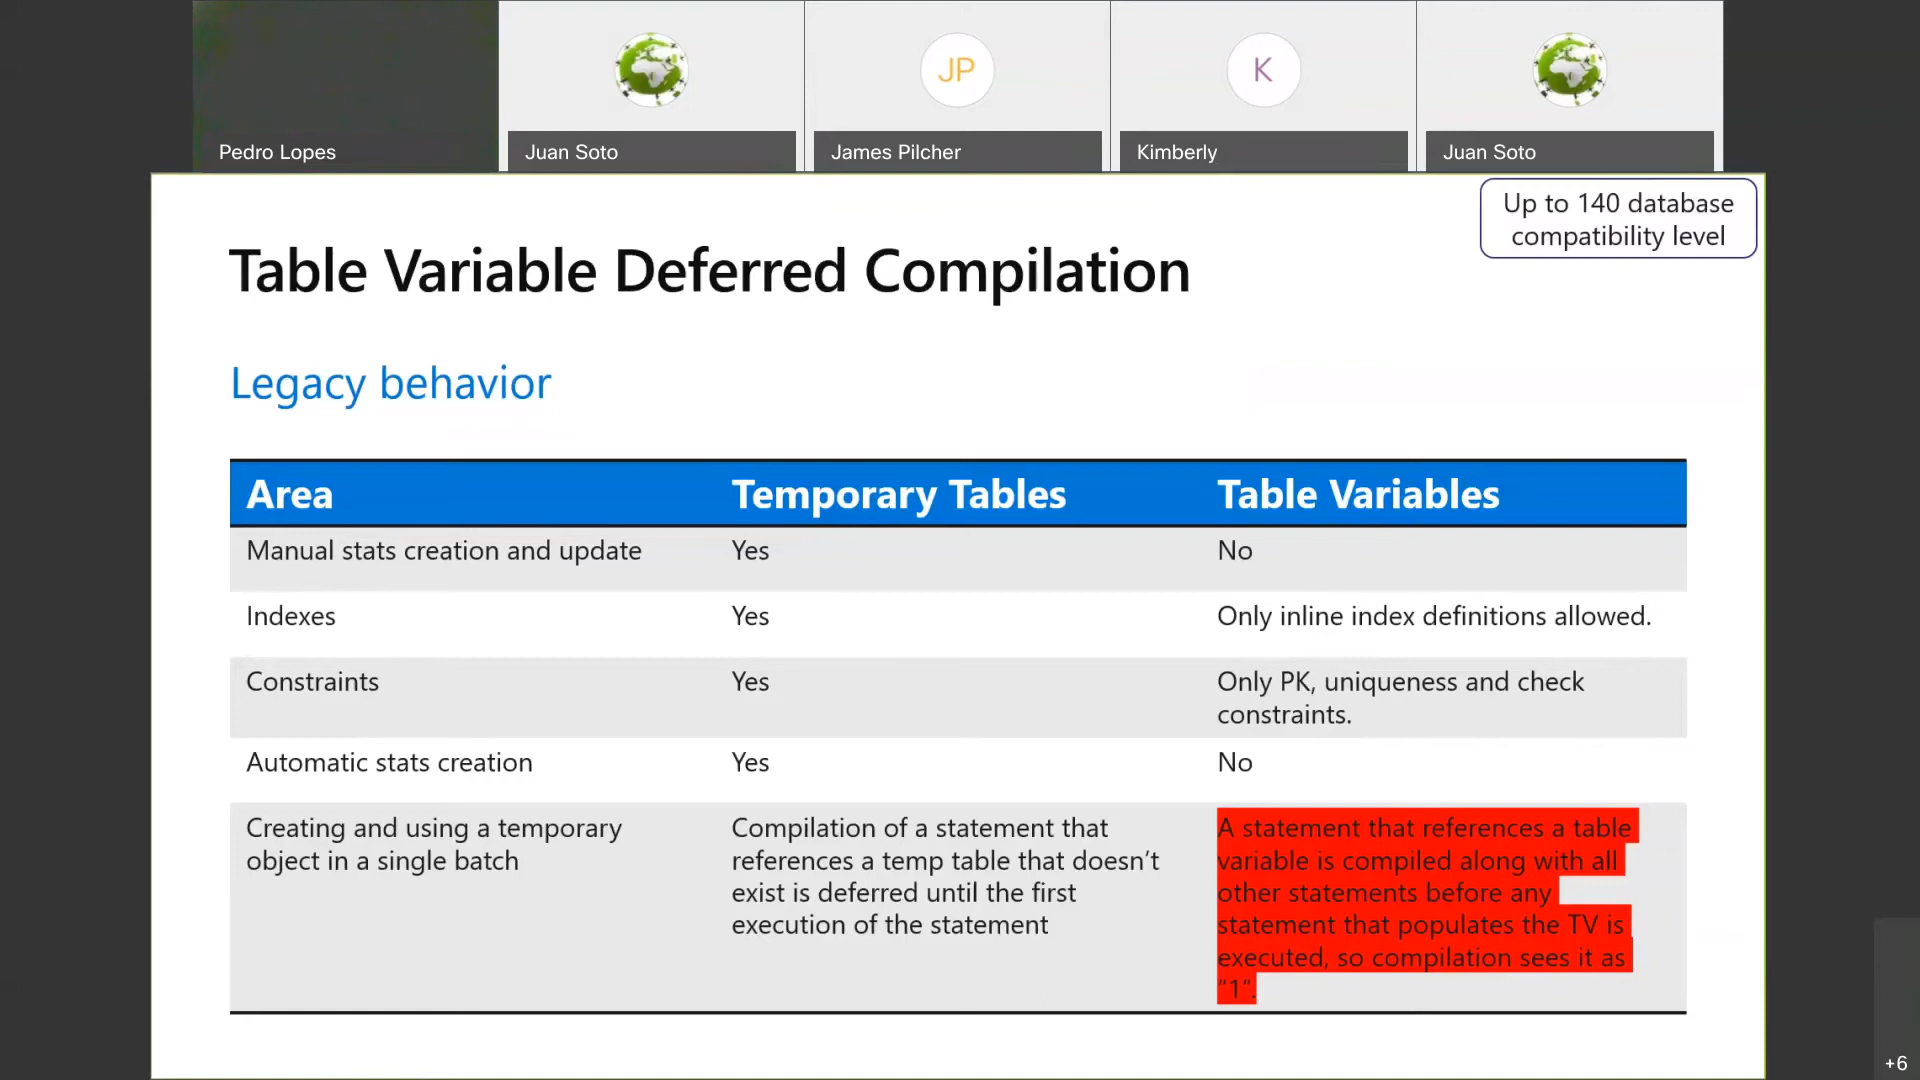 JP
K
Pedro Lopes
Juan Soto
James Pilcher
Kimberly
Juan Soto
Up to 140 database
compatibility level
Table Variable Deferred Compilation
Legacy behavior
Area
Temporary Tables
Table Variables
Manual stats creation and update
Yes
No
Indexes
Yes
Only inline index definitions allowed.
Constraints
Yes
Only PK, uniqueness and check
constraints.
Automatic stats creation
Yes
No
Creating and using a temporary
object in a single batch
Compilation of a statement that
references a temp table that doesn’t
exist is deferred until the first
execution of the statement
A statement that references a table
variable is compiled along with all
other statements before any
statement that populates the TV is
executed, so compilation sees it as
“1”.
+6